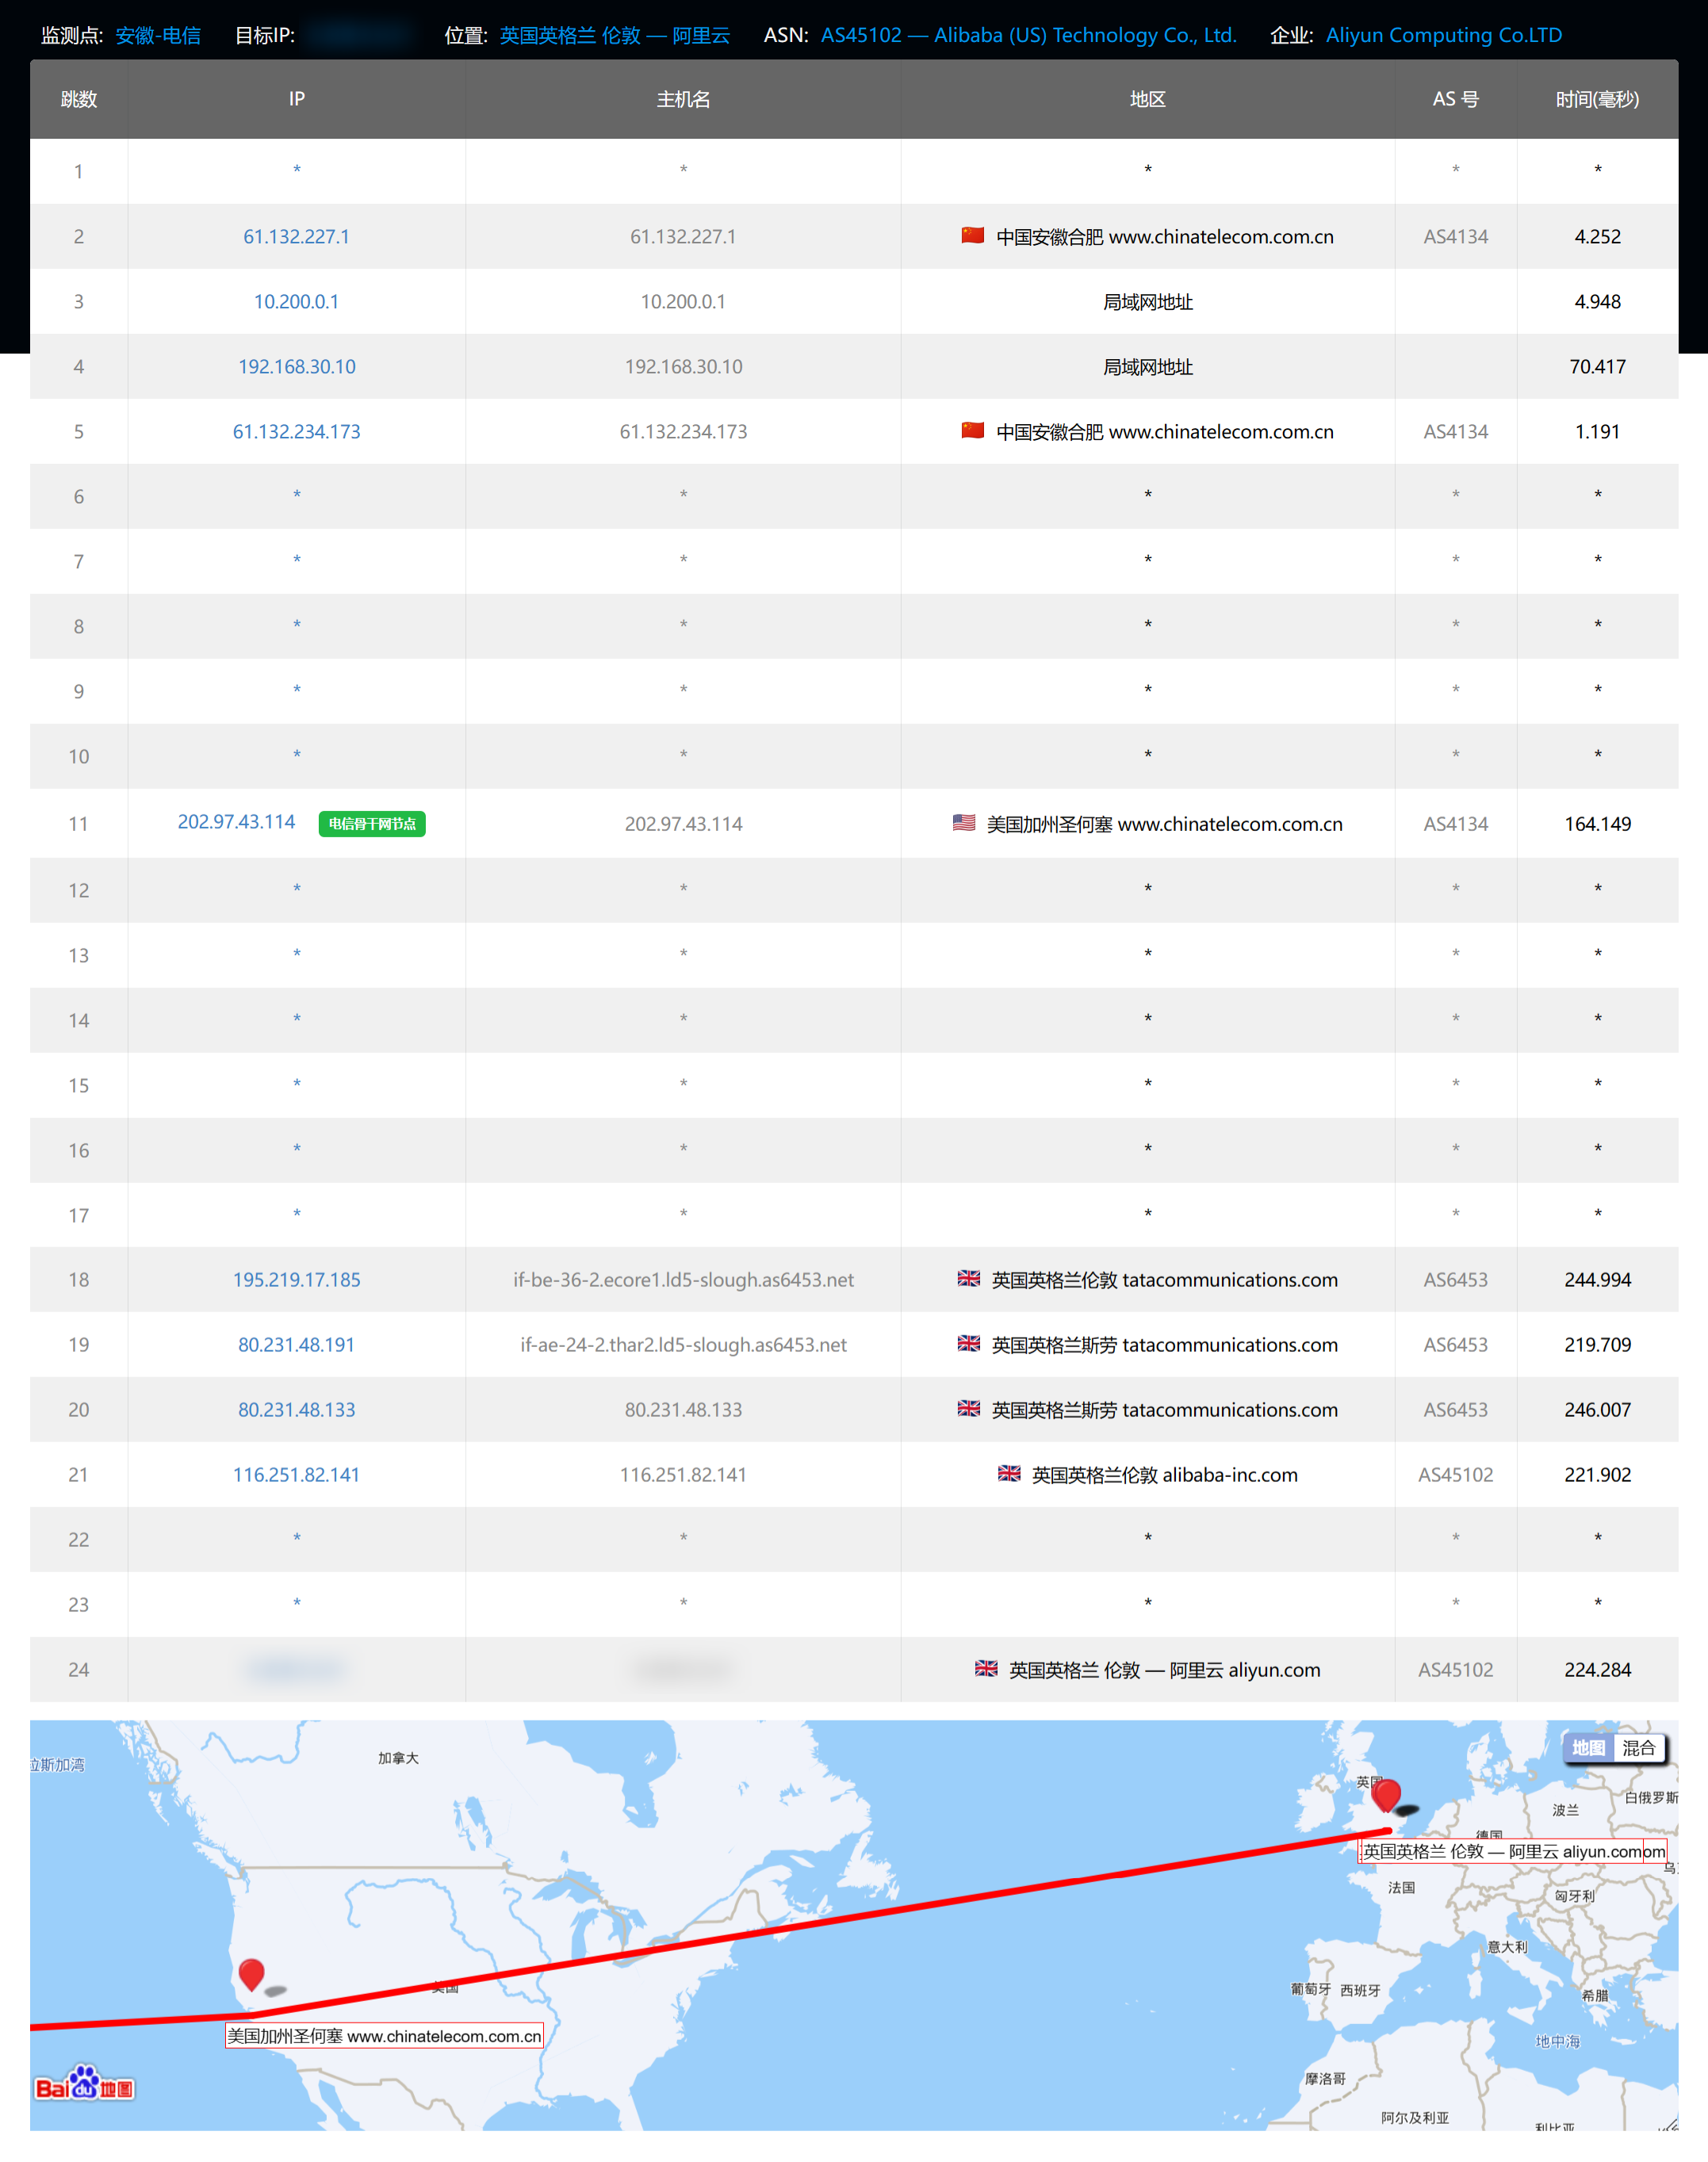 监测点: 安徽-电信 目标IP: 位置: 英国英格兰 伦敦 — 阿里云 ASN: AS45102 — Alibaba (US) Technology Co., Ltd. 企业: Aliyun Computing Co.LTD
跳数 IP 主机名 地区 AS 号 时间(毫秒)
1 * * * * *
2 61.132.227.1 61.132.227.1 中国安徽合肥 www.chinatelecom.com.cn AS4134 4.252
3 10.200.0.1 10.200.0.1 局域网地址 4.948
4 192.168.30.10 192.168.30.10 局域网地址 70.417
5 61.132.234.173 61.132.234.173 中国安徽合肥 www.chinatelecom.com.cn AS4134 1.191
6 * * * * *
7 * * * * *
8 * * * * *
9 * * * * *
10 * * * * *
11 202.97.43.114 电信骨干网节点 202.97.43.114 美国加州圣何塞 www.chinatelecom.com.cn AS4134 164.149
12 * * * * *
13 * * * * *
14 * * * * *
15 * * * * *
16 * * * * *
17 * * * * *
18 195.219.17.185 if-be-36-2.ecore1.ld5-slough.as6453.net 英国英格兰伦敦 tatacommunications.com AS6453 244.994
19 80.231.48.191 if-ae-24-2.thar2.ld5-slough.as6453.net 英国英格兰斯劳 tatacommunications.com AS6453 219.709
20 80.231.48.133 80.231.48.133 英国英格兰斯劳 tatacommunications.com AS6453 246.007
21 116.251.82.141 116.251.82.141 英国英格兰伦敦 alibaba-inc.com AS45102 221.902
22 * * * * *
23 * * * * *
24 英国英格兰 伦敦 — 阿里云 aliyun.com AS45102 224.284
地图 混合
拉斯加湾 加拿大
英国
白俄罗斯
波兰
德国
英国英格兰 伦敦 — 阿里云 aliyun.comom
乌
法国
匈牙利
意大利
美国
葡萄牙 西班牙
希腊
美国加州圣何塞 www.chinatelecom.com.cn
地中海
Bai du 地图
摩洛哥
阿尔及利亚
利比亚